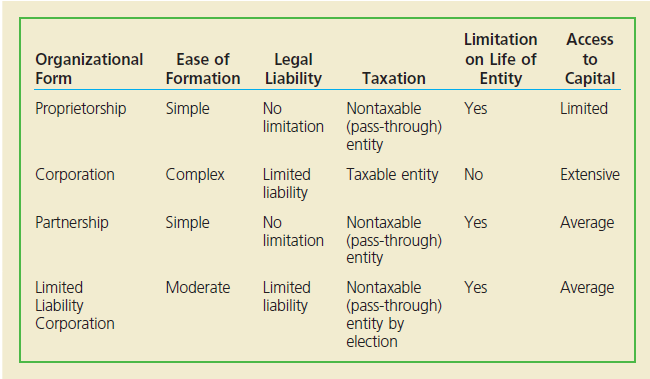 Organizational Form Ease of Formation Legal Liability Taxation Limitation on Life of Entity Access to Capital
Proprietorship Simple No limitation Nontaxable (pass-through) entity Yes Limited
Corporation Complex Limited liability Taxable entity No Extensive
Partnership Simple No limitation Nontaxable (pass-through) entity Yes Average
Limited Liability Corporation Moderate Limited liability Nontaxable (pass-through) entity by election Yes Average